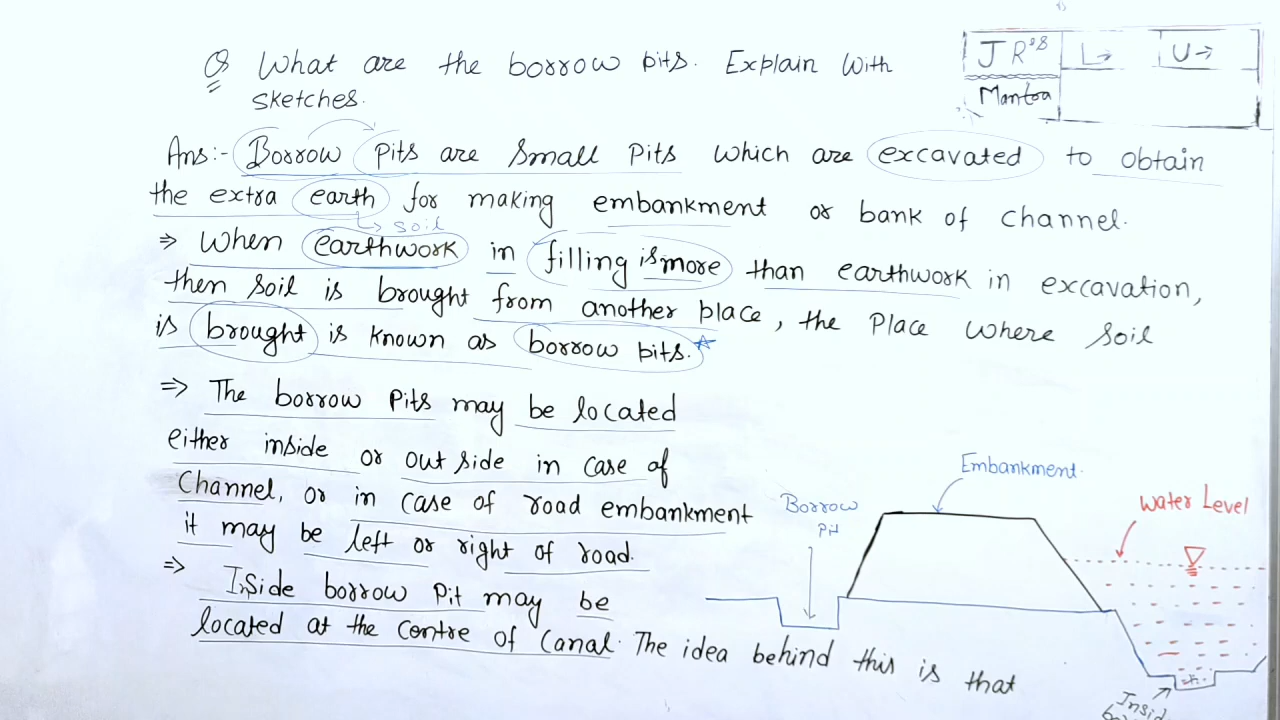 Q What are the borrow pits. Explain with
sketches.
JR's L→ U→
Mantra
Ans:- Borrow pits are small pits which are excavated to obtain
the extra earth for making embankment or bank of channel.
↳ soil
⇒ When earthwork in filling is more than earthwork in excavation,
then soil is brought from another place, the place where soil
is brought is known as borrow pits.
⇒ The borrow pits may be located
either inside or out side in case of
Channel, or in case of road embankment
it may be left or right of road.
⇒ Inside borrow pit may be
located at the centre of Canal. The idea behind this is that
Embankment.
Borrow
pit
Water Level
Inside